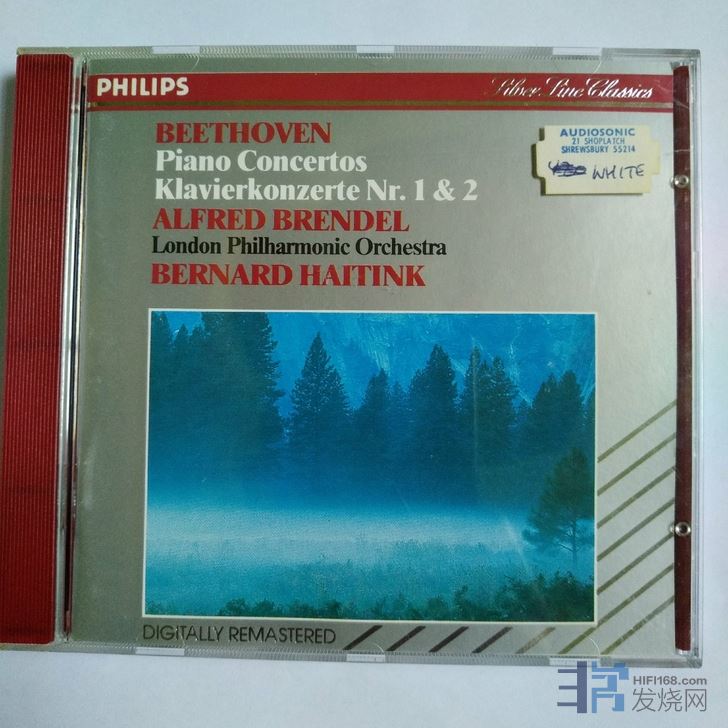 PHILIPS
Silver Line Classics
BEETHOVEN
Piano Concertos
Klavierkonzerte Nr. 1 & 2
ALFRED BRENDEL
London Philharmonic Orchestra
BERNARD HAITINK
AUDIOSONIC
21 SHOPLATCH
SHREWSBURY 55214
WHITE
DIGITALLY REMASTERED
HIFI168.com
发烧网